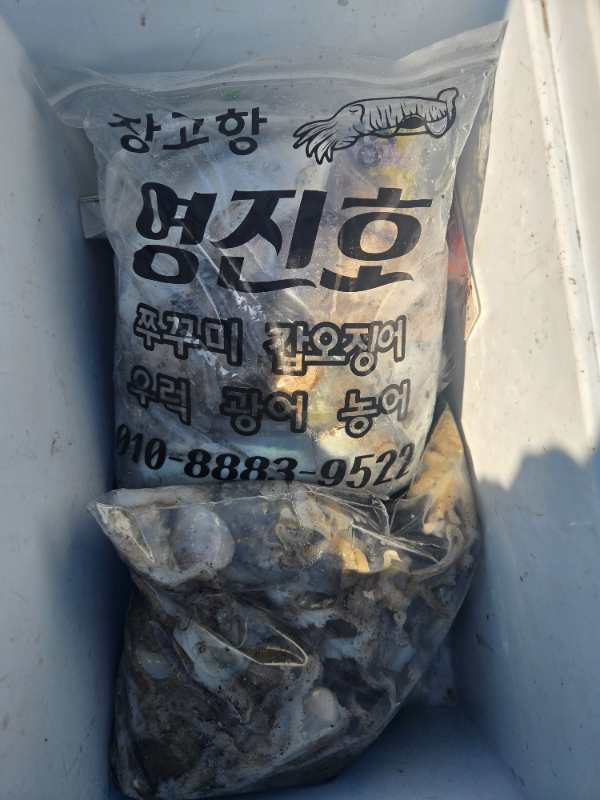 장고항
영진호
쭈꾸미 갑오징어
우럭 광어 농어
010-8883-9522